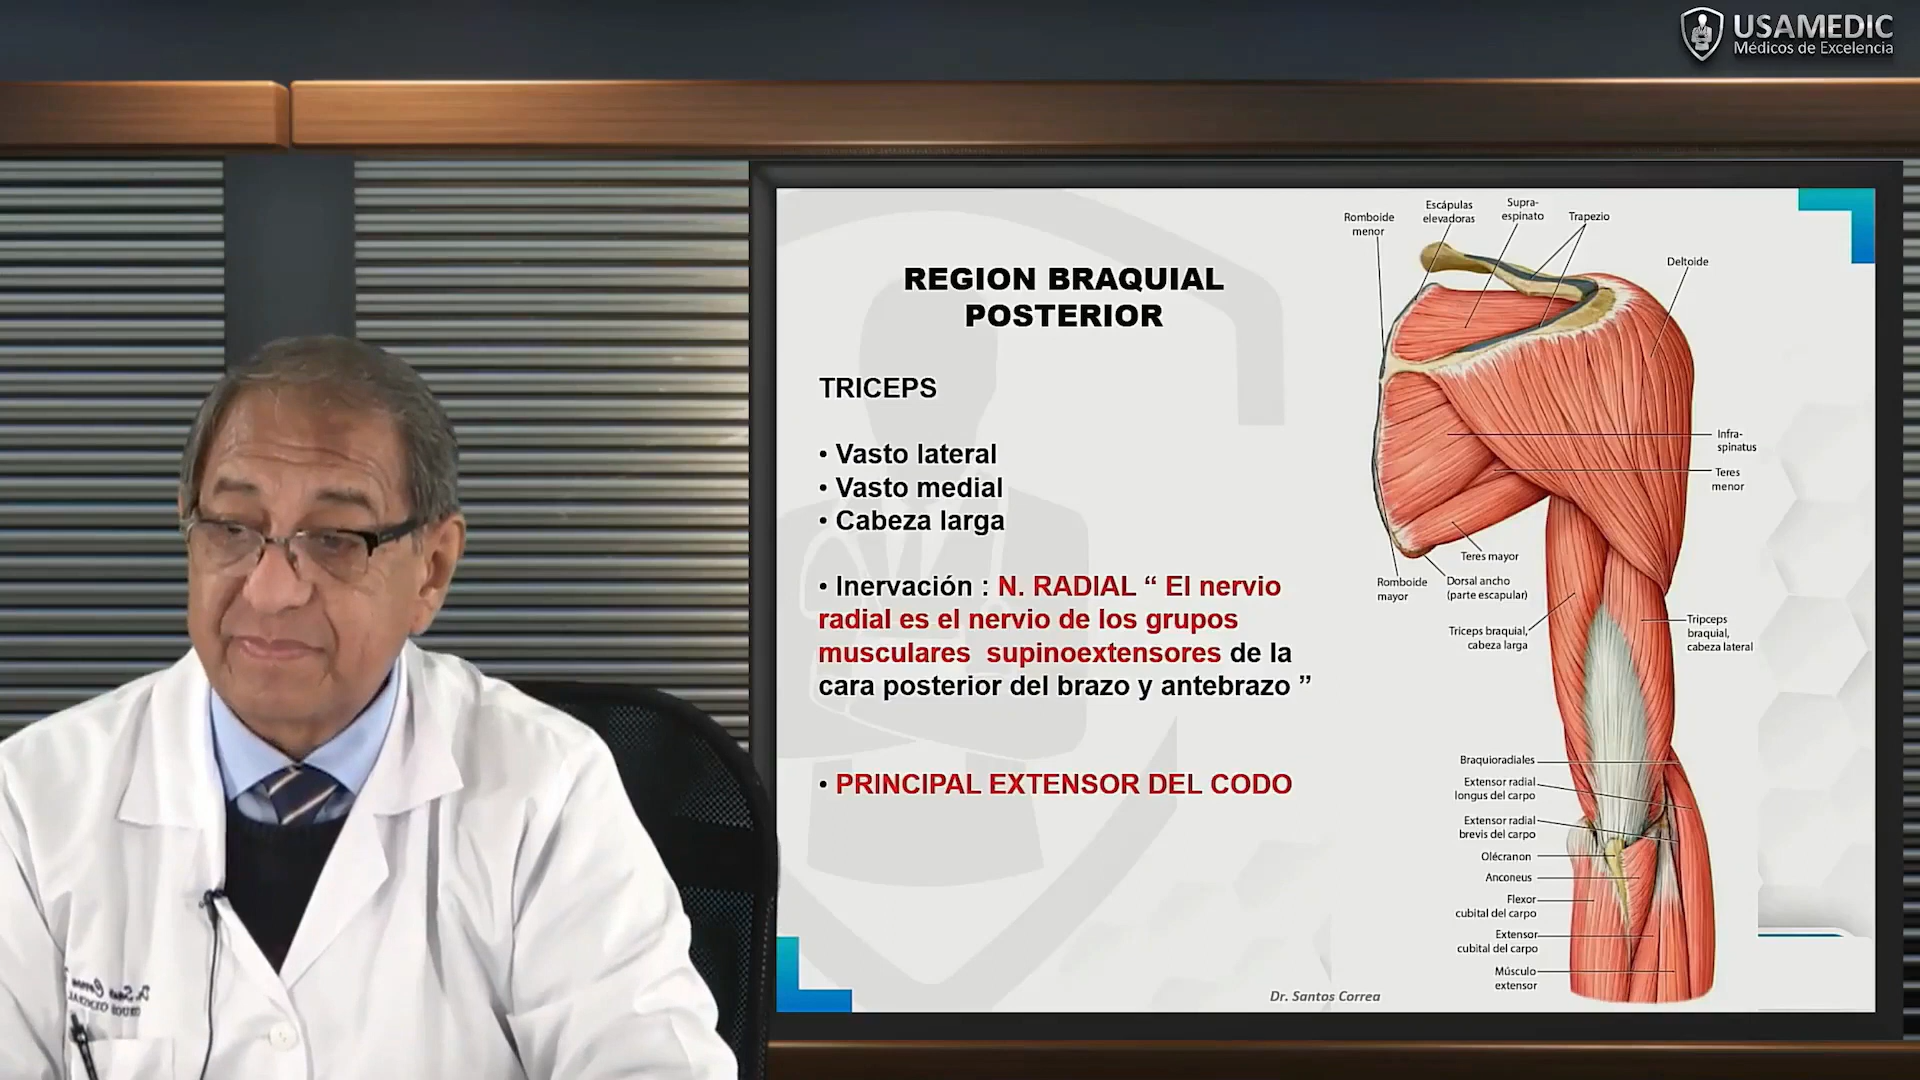 USAMEDIC
Médicos de Excelencia
REGION BRAQUIAL
POSTERIOR
TRICEPS
• Vasto lateral
• Vasto medial
• Cabeza larga
• Inervación : N. RADIAL “ El nervio
radial es el nervio de los grupos
musculares supinoextensores de la
cara posterior del brazo y antebrazo ”
• PRINCIPAL EXTENSOR DEL CODO
Romboide
menor
Escápulas
elevadoras
Supra-
espinato
Trapezio
Deltoide
Infra-
spinatus
Teres
menor
Teres mayor
Romboide
mayor
Dorsal ancho
(parte escapular)
Triceps braquial,
cabeza larga
Tripceps
braquial,
cabeza lateral
Braquioradiales
Extensor radial
longus del carpo
Extensor radial
brevis del carpo
Olécranon
Anconeus
Flexor
cubital del carpo
Extensor
cubital del carpo
Músculo
extensor
Dr. Santos Correa